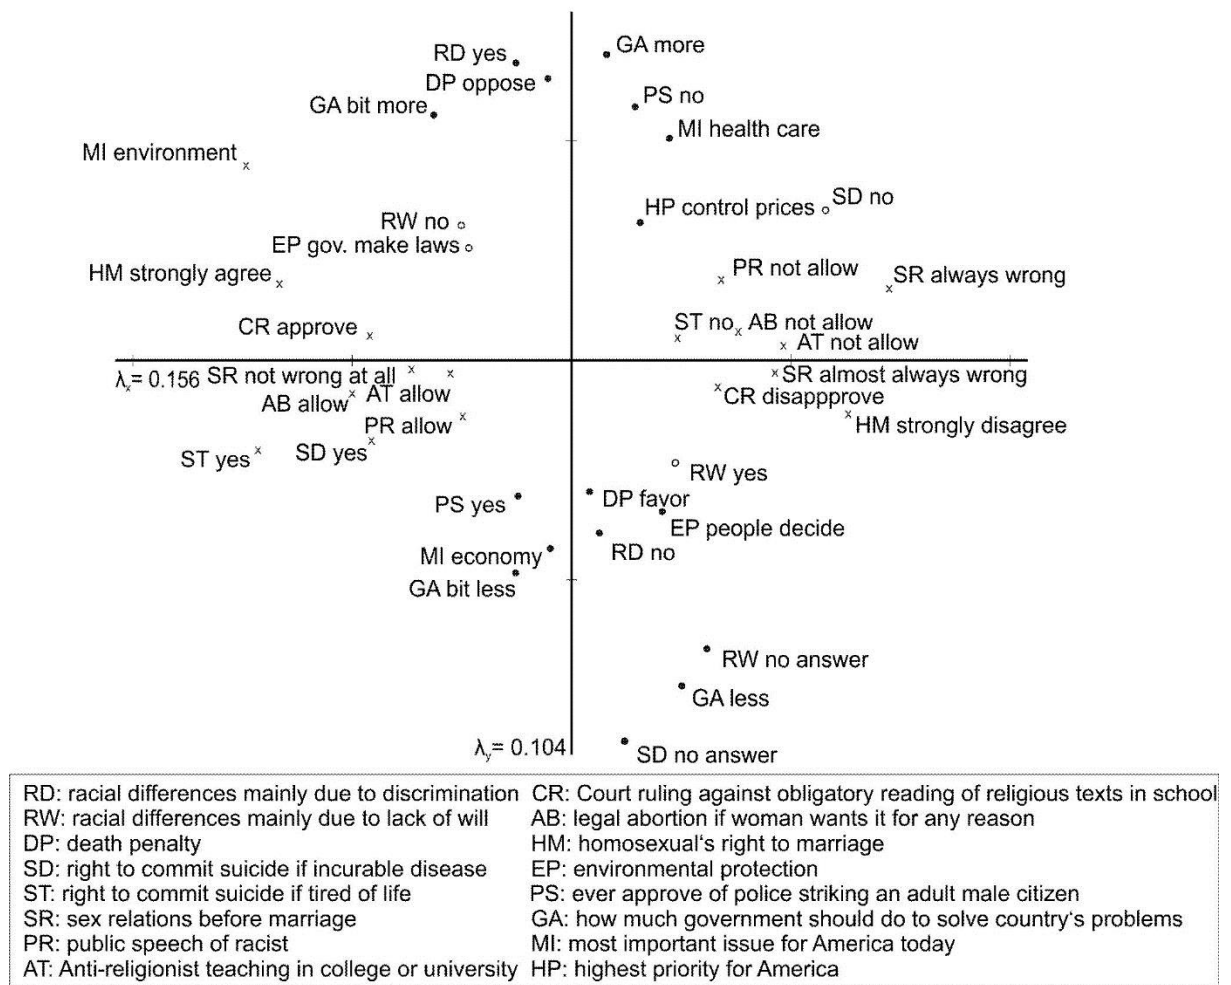 RD yes
GA more
DP oppose
GA bit more
PS no
MI health care
MI environment
RW no
HP control prices
SD no
EP gov. make laws
HM strongly agree
PR not allow
SR always wrong
CR approve
ST no
AB not allow
AT not allow
λx= 0.156
SR not wrong at all
SR almost always wrong
AB allow
AT allow
CR disappprove
PR allow
HM strongly disagree
ST yes
SD yes
RW yes
PS yes
DP favor
EP people decide
MI economy
RD no
GA bit less
RW no answer
GA less
λy= 0.104
SD no answer
RD: racial differences mainly due to discrimination
RW: racial differences mainly due to lack of will
DP: death penalty
SD: right to commit suicide if incurable disease
ST: right to commit suicide if tired of life
SR: sex relations before marriage
PR: public speech of racist
AT: Anti-religionist teaching in college or university
CR: Court ruling against obligatory reading of religious texts in school
AB: legal abortion if woman wants it for any reason
HM: homosexual‘s right to marriage
EP: environmental protection
PS: ever approve of police striking an adult male citizen
GA: how much government should do to solve country‘s problems
MI: most important issue for America today
HP: highest priority for America